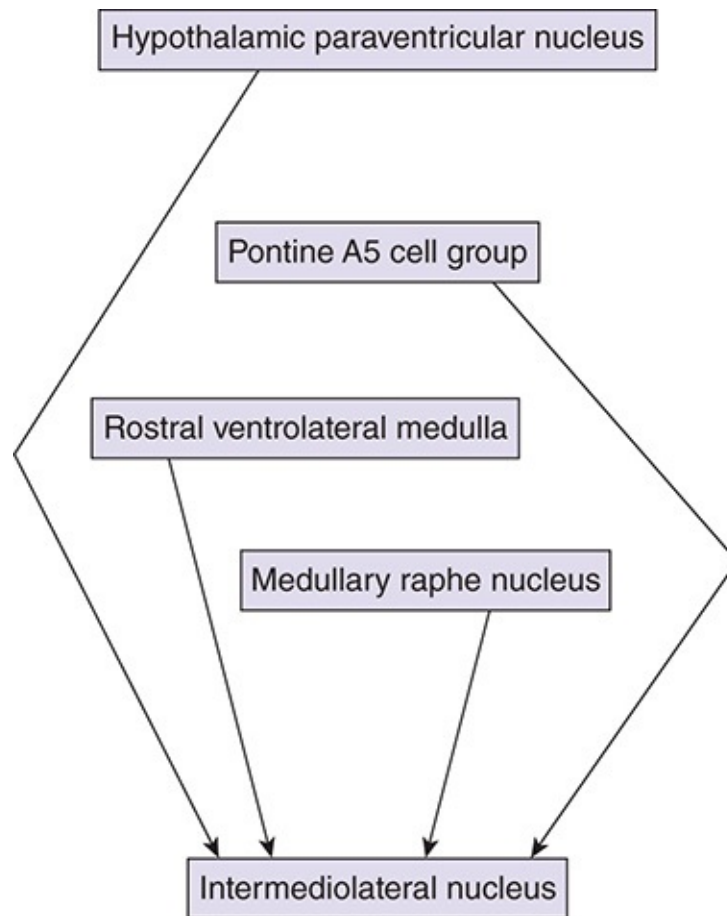 Hypothalamic paraventricular nucleus
Pontine A5 cell group
Rostral ventrolateral medulla
Medullary raphe nucleus
Intermediolateral nucleus